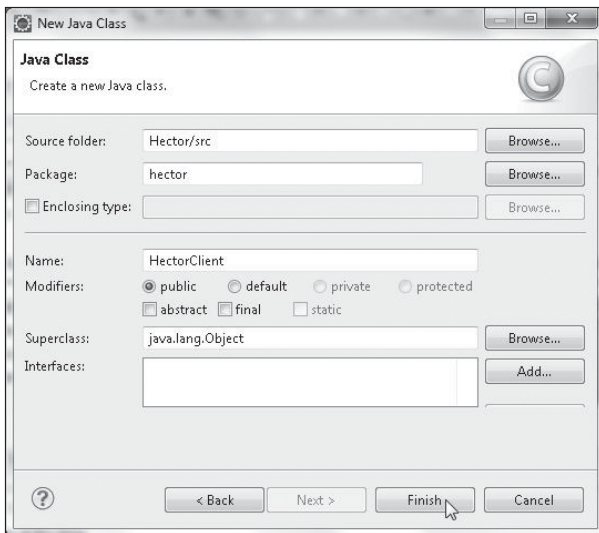 New Java Class
Java Class
Create a new Java class.
C
Source folder: Hector/src Browse...
Package: hector Browse...
Enclosing type: Browse...
Name: HectorClient
Modifiers: public default private protected
abstract final static
Superclass: java.lang.Object Browse...
Interfaces: Add...
? < Back Next > Finish Cancel